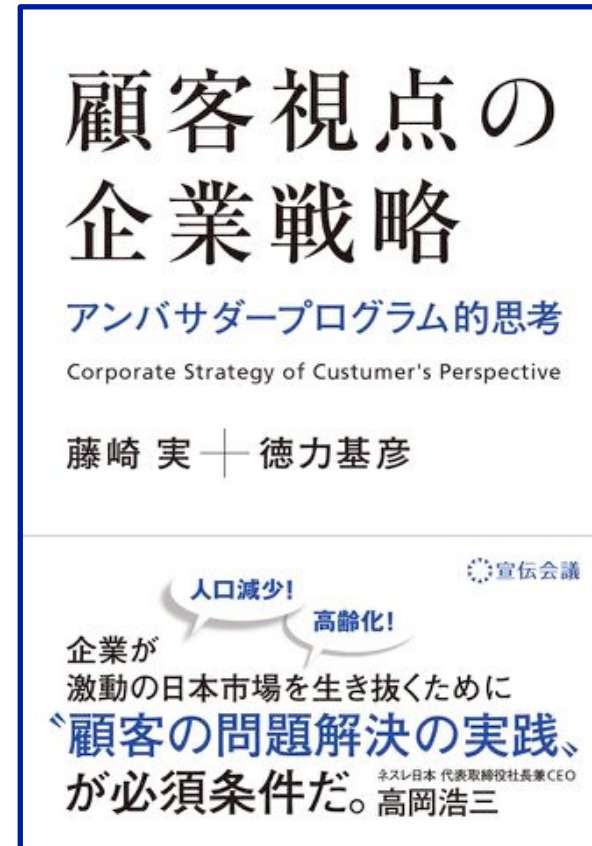 顧客視点の
企業戦略
アンバサダープログラム的思考
Corporate Strategy of Custumer's Perspective
藤崎 実＋徳力基彦
宣伝会議
人口減少!
高齢化!
企業が
激動の日本市場を生き抜くために
〝顧客の問題解決の実践〟
が必須条件だ。
ネスレ日本 代表取締役社長兼CEO
高岡浩三